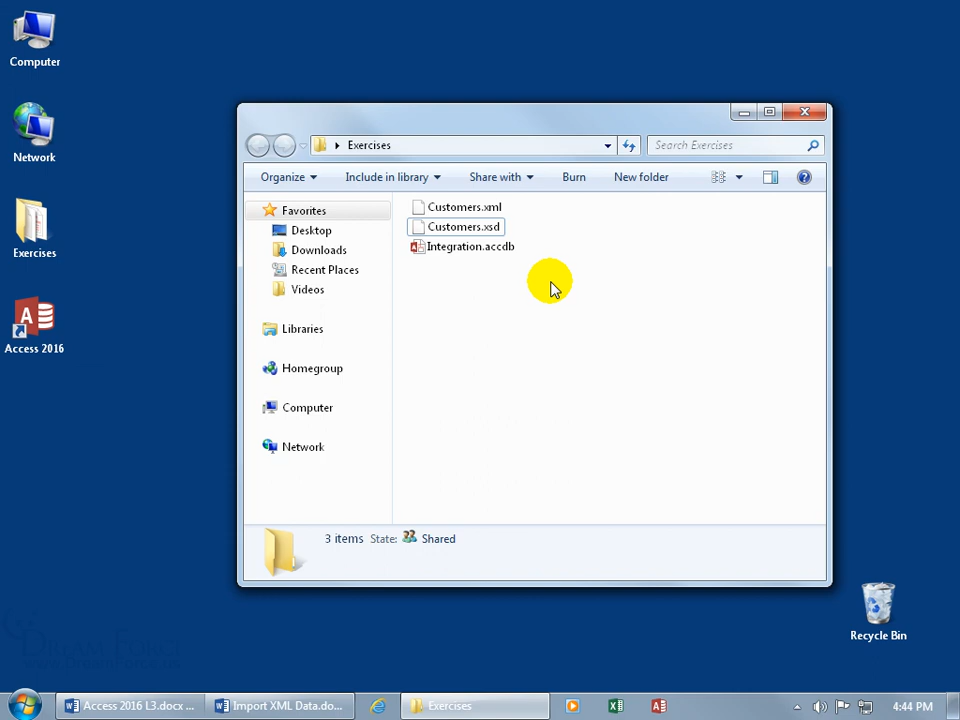 Computer
Network
Exercises
Access 2016
Exercises
Search Exercises
Organize
Include in library
Share with
Burn
New folder
Favorites
Desktop
Downloads
Recent Places
Videos
Libraries
Homegroup
Computer
Network
Customers.xml
Customers.xsd
Integration.accdb
3 items State: Shared
Recycle Bin
DREAM FORCE
Access 2016 L3.docx ...
Import XML Data.do...
Exercises
4:44 PM